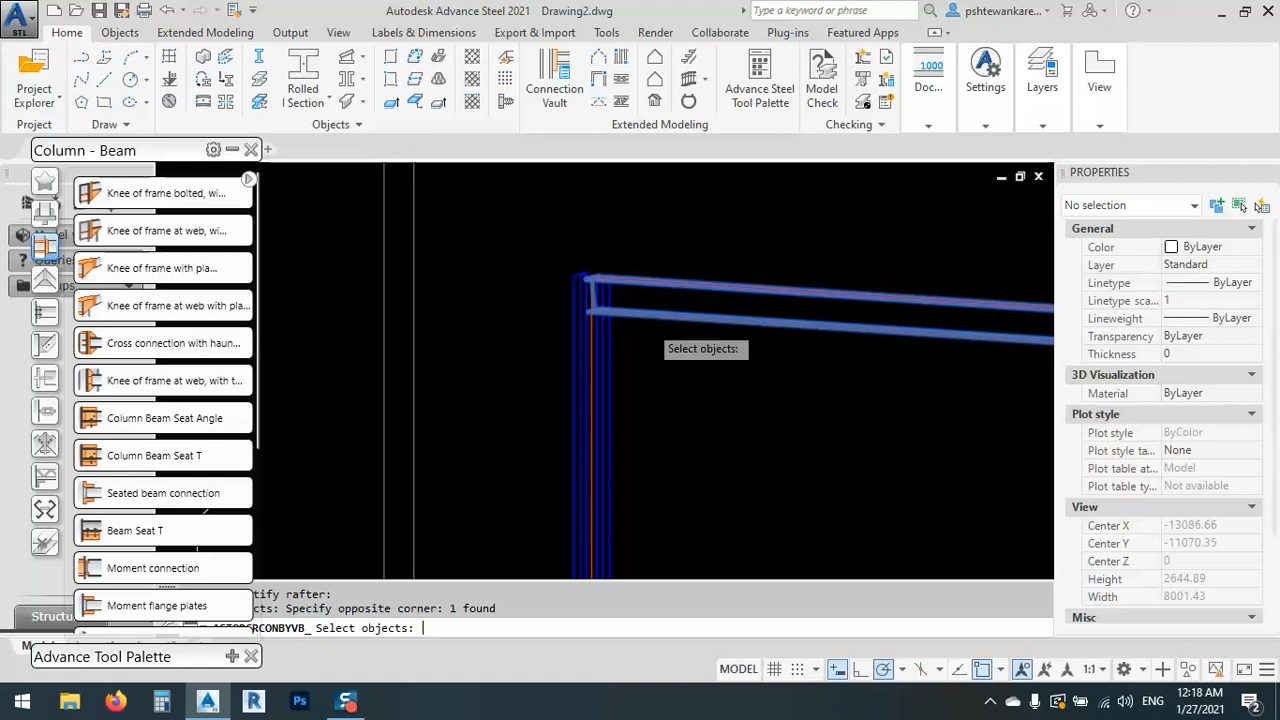 STL
Autodesk Advance Steel 2021 Drawing2.dwg
Type a keyword or phrase
pshtewankare...
Home Objects Extended Modeling Output View Labels & Dimensions Export & Import Tools Render Collaborate Plug-ins Featured Apps
Project Explorer
Rolled I Section
Connection Vault
Advance Steel Tool Palette
Model Check
1000
Doc...
Settings
Layers
View
Project Draw Objects Extended Modeling Checking
Column - Beam
PROPERTIES
Knee of frame bolted, wi...
No selection
Knee of frame at web, wi...
General
Color ByLayer
Knee of frame with pla...
Layer Standard
Linetype ByLayer
Knee of frame at web with pla...
Linetype sca... 1
Lineweight ByLayer
Cross connection with haun...
Transparency ByLayer
Select objects:
Thickness 0
Knee of frame at web, with t...
3D Visualization
Material ByLayer
Column Beam Seat Angle
Plot style
Plot style ByColor
Column Beam Seat T
Plot style ta... None
Plot table at... Model
Seated beam connection
Plot table ty... Not available
View
Beam Seat T
Center X -13086.66
Center Y -11070.35
Moment connection
Center Z 0
Height 2644.89
Moment flange plates
Width 8001.43
tify rafter:
cts: Specify opposite corner: 1 found
Select objects:
Misc
Advance Tool Palette
MODEL 1:1
ENG
12:18 AM
1/27/2021
2